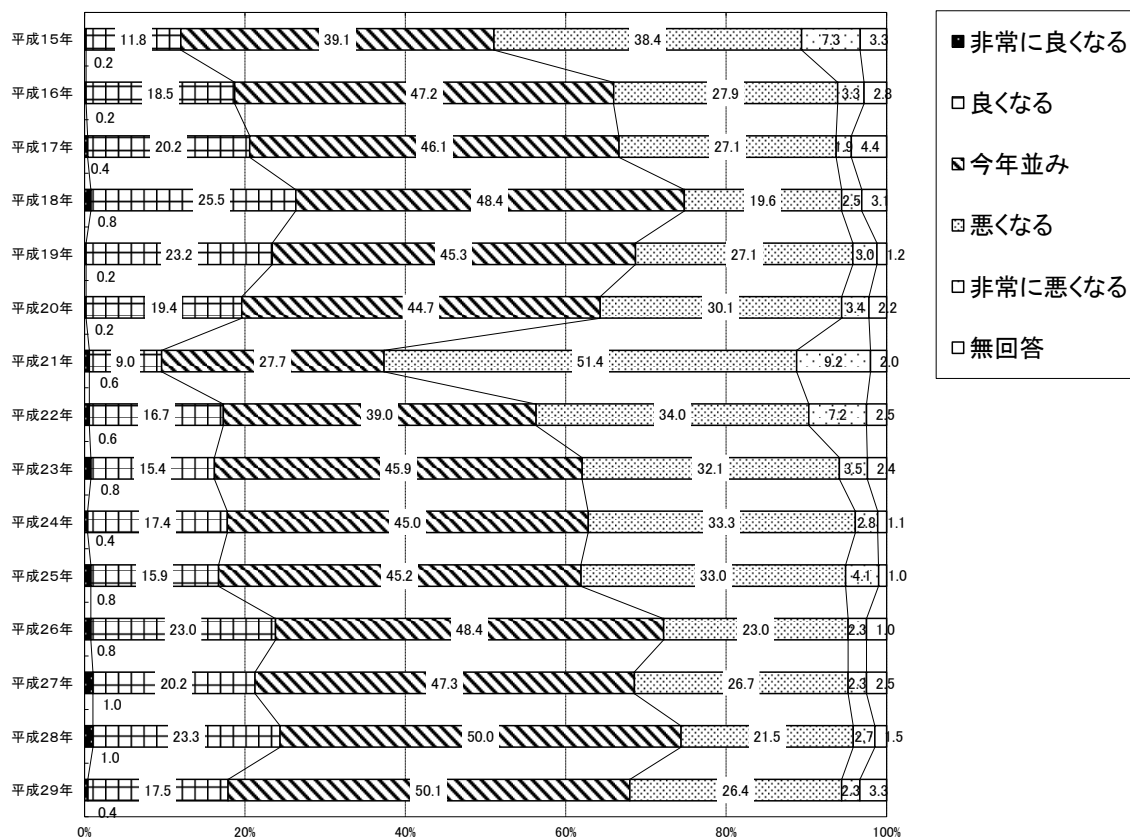 平成15年 11.8 39.1 38.4 7.3 3.3
0.2
平成16年 18.5 47.2 27.9 3.3 2.8
0.2
平成17年 20.2 46.1 27.1 1.9 4.4
0.4
平成18年 25.5 48.4 19.6 2.5 3.1
0.8
平成19年 23.2 45.3 27.1 3.0 1.2
0.2
平成20年 19.4 44.7 30.1 3.4 2.2
0.2
平成21年 9.0 27.7 51.4 9.2 2.0
0.6
平成22年 16.7 39.0 34.0 7.2 2.5
0.6
平成23年 15.4 45.9 32.1 3.5 2.4
0.8
平成24年 17.4 45.0 33.3 2.8 1.1
0.4
平成25年 15.9 45.2 33.0 4.1 1.0
0.8
平成26年 23.0 48.4 23.0 2.3 1.0
0.8
平成27年 20.2 47.3 26.7 2.3 2.5
1.0
平成28年 23.3 50.0 21.5 2.7 1.5
1.0
平成29年 17.5 50.1 26.4 2.3 3.3
0.4
0% 20% 40% 60% 80% 100%
非常に良くなる
良くなる
今年並み
悪くなる
非常に悪くなる
無回答